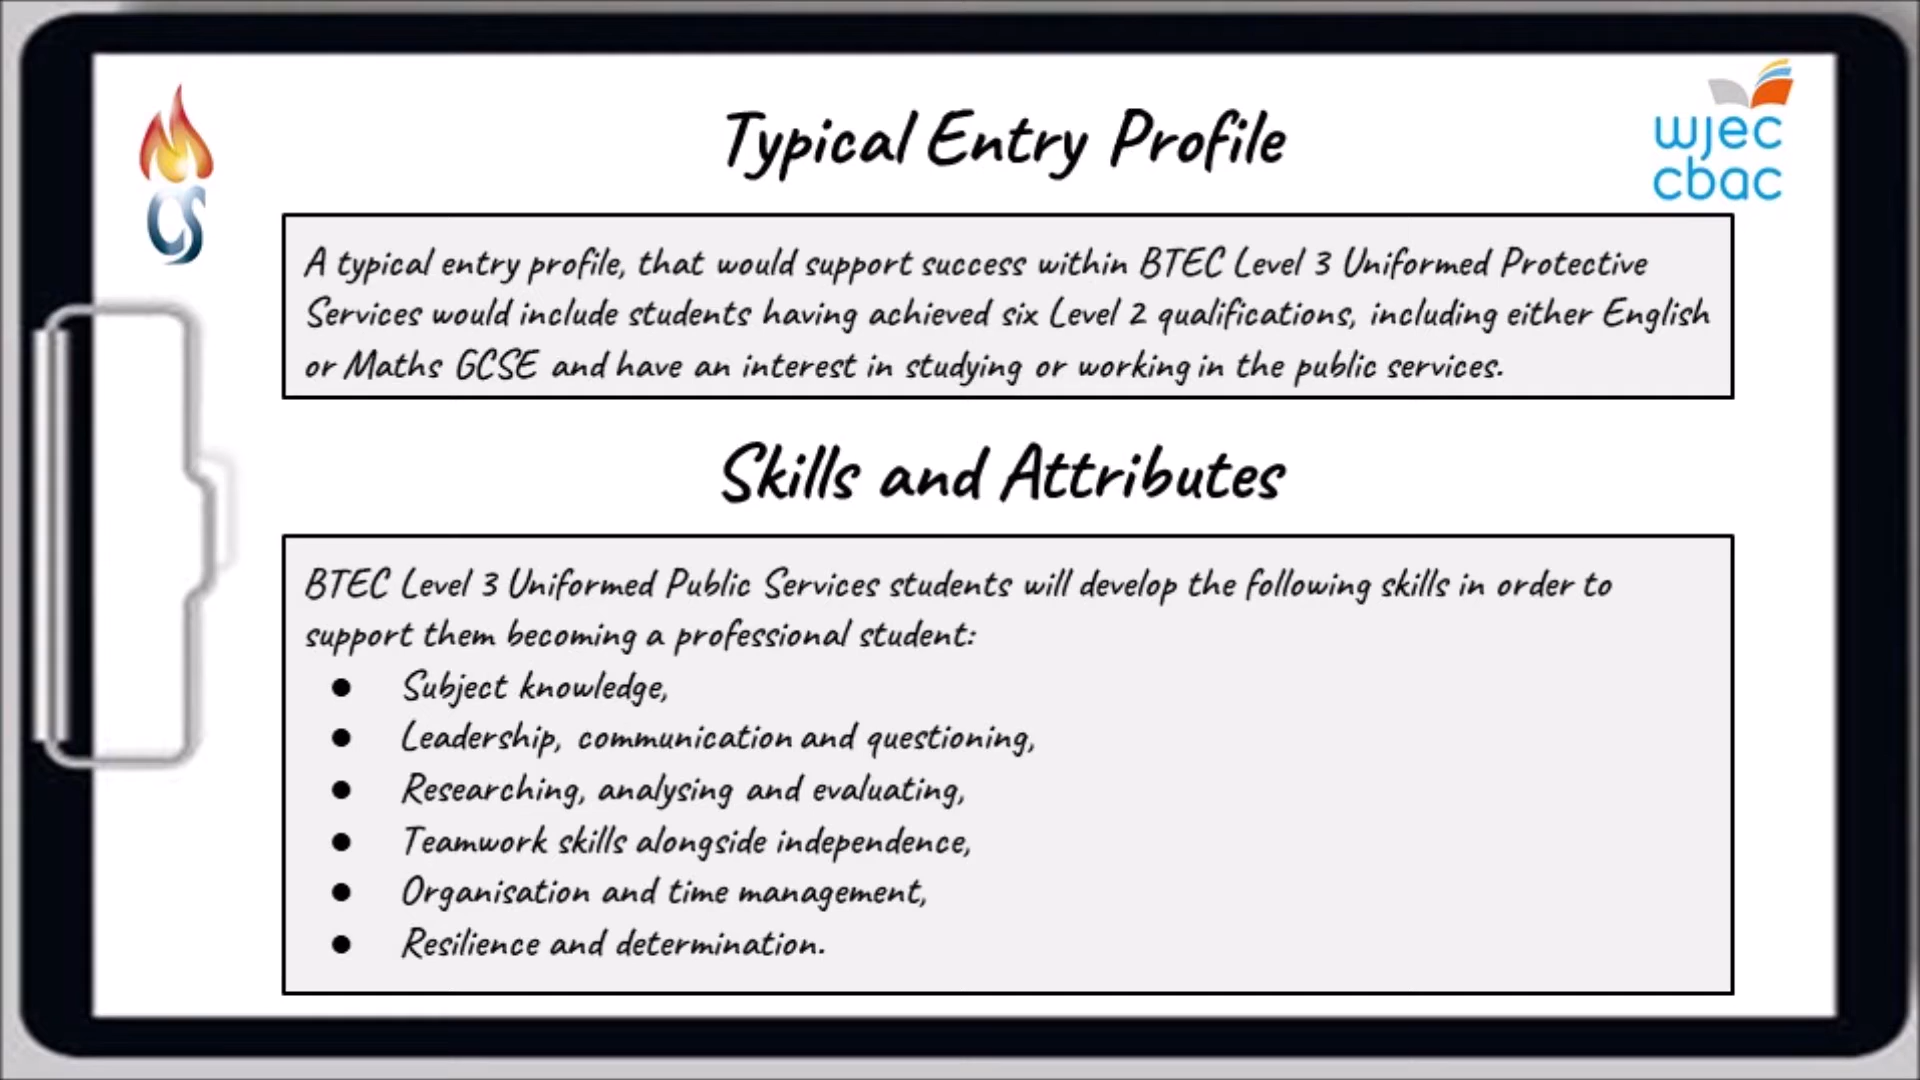 Typical Entry Profile
wjec
cbac
CS
A typical entry profile, that would support success within BTEC Level 3 Uniformed Protective
Services would include students having achieved six Level 2 qualifications, including either English
or Maths GCSE and have an interest in studying or working in the public services.
Skills and Attributes
BTEC Level 3 Uniformed Public Services students will develop the following skills in order to
support them becoming a professional student:
● Subject knowledge,
● Leadership, communication and questioning,
● Researching, analysing and evaluating,
● Teamwork skills alongside independence,
● Organisation and time management,
● Resilience and determination.